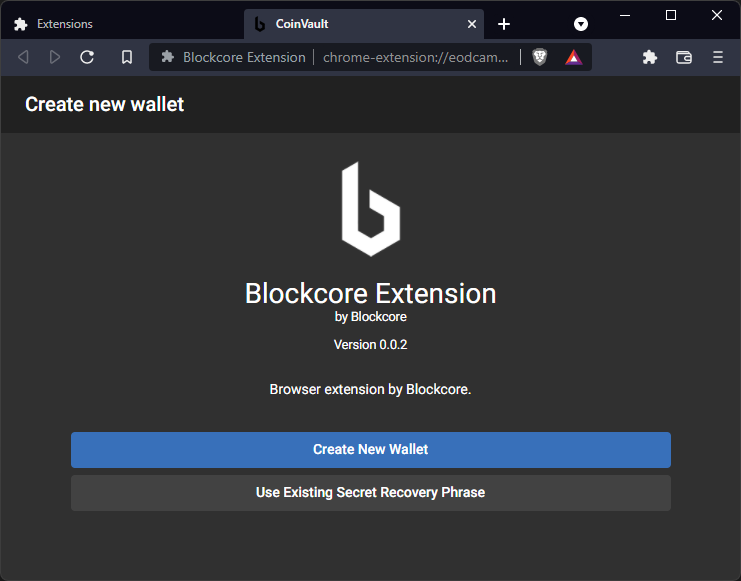 Extensions
CoinVault
Blockcore Extension
chrome-extension://eodcam...
Create new wallet
Blockcore Extension
by Blockcore
Version 0.0.2
Browser extension by Blockcore.
Create New Wallet
Use Existing Secret Recovery Phrase